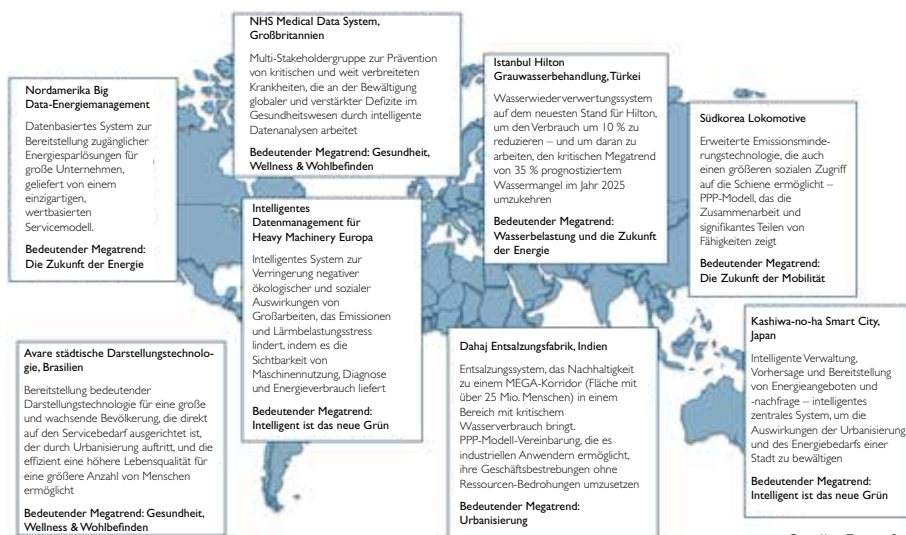 NHS Medical Data System,
Großbritannien
Multi-Stakeholdergruppe zur Prävention
von kritischen und weit verbreiteten
Krankheiten, die an der Bewältigung
globaler und verstärkter Defizite im
Gesundheitswesen durch intelligente
Datenanalysen arbeitet
Bedeutender Megatrend: Gesundheit,
Wellness & Wohlbefinden
Nordamerika Big
Data-Energiemanagement
Datenbasiertes System zur
Bereitstellung zugänglicher
Energiesparlösungen für
große Unternehmen,
geliefert von einem
einzigartigen,
wertbasierten
Servicemodell.
Bedeutender Megatrend:
Die Zukunft der Energie
Istanbul Hilton
Grauwasserbehandlung, Türkei
Wasserwiederverwertungssystem
auf dem neuesten Stand für Hilton,
um den Verbrauch um 10 % zu
reduzieren – und um daran zu
arbeiten, den kritischen Megatrend
von 35 % prognostiziertem
Wassermangel im Jahr 2025
umzukehren
Bedeutender Megatrend:
Wasserbelastung und die Zukunft
der Energie
Südkorea Lokomotive
Erweiterte Emissionsminde-
rungstechnologie, die auch
einen größeren sozialen Zugriff
auf die Schiene ermöglicht –
PPP-Modell, das die
Zusammenarbeit und
signifikantes Teilen von
Fähigkeiten zeigt
Bedeutender Megatrend:
Die Zukunft der Mobilität
Intelligentes
Datenmanagement für
Heavy Machinery Europa
Intelligentes System zur
Verringerung negativer
ökologischer und sozialer
Auswirkungen von
Großarbeiten, das Emissionen
und Lärmbelastungsstress
lindert, indem es die
Sichtbarkeit von
Maschinennutzung, Diagnose
und Energieverbrauch liefert
Bedeutender Megatrend:
Intelligent ist das neue Grün
Avare städtische Darstellungstechnolo-
gie, Brasilien
Bereitstellung bedeutender
Darstellungstechnologie für eine große
und wachsende Bevölkerung, die direkt
auf den Servicebedarf ausgerichtet ist,
der durch Urbanisierung auftritt, und die
effizient eine höhere Lebensqualität für
eine größere Anzahl von Menschen
ermöglicht
Bedeutender Megatrend: Gesundheit,
Wellness & Wohlbefinden
Dahaj Entsalzungsfabrik, Indien
Entsalzungssystem, das Nachhaltigkeit
zu einem MEGA-Korridor (Fläche mit
über 25 Mio. Menschen) in einem
Bereich mit kritischem
Wasserverbrauch bringt.
PPP-Modell-Vereinbarung, die es
industriellen Anwendern ermöglicht,
ihre Geschäftsbestrebungen ohne
Ressourcen-Bedrohungen umzusetzen
Bedeutender Megatrend:
Urbanisierung
Kashiwa-no-ha Smart City,
Japan
Intelligente Verwaltung,
Vorhersage und Bereitstellung
von Energieangeboten und
-nachfrage – intelligentes
zentrales System, um die
Auswirkungen der Urbanisierung
und des Energiebedarfs einer
Stadt zu bewältigen
Bedeutender Megatrend:
Intelligent ist das neue Grün